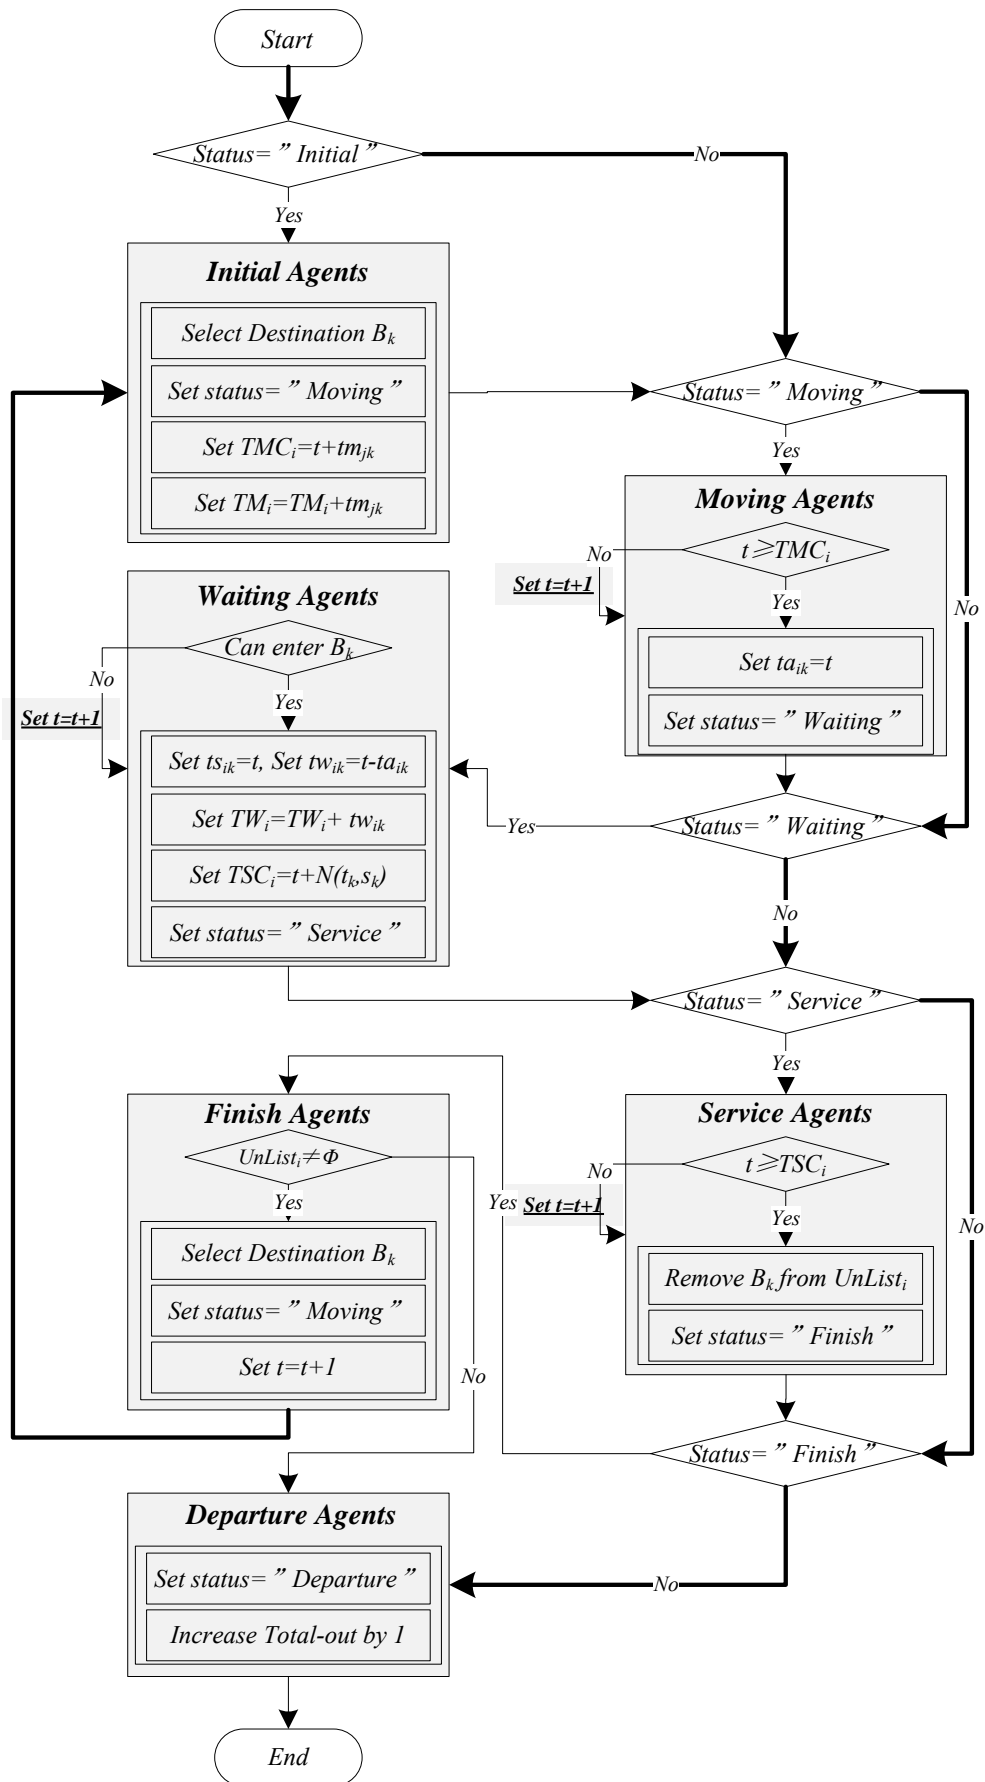 Start
Status=”Initial”
No
Yes
Initial Agents
Select Destination Bₖ
Set status=”Moving”
Set TMCᵢ=t+tmⱼₖ
Set TMᵢ=TMᵢ+tmⱼₖ
Status=”Moving”
Yes
No
Moving Agents
t≥TMCᵢ
No
Set t=t+1
Yes
Set taᵢₖ=t
Set status=”Waiting”
Waiting Agents
Can enter Bₖ
No
Set t=t+1
Yes
Set tsᵢₖ=t, Set twᵢₖ=t-taᵢₖ
Set TWᵢ=TWᵢ+ twᵢₖ
Set TSCᵢ=t+N(tₖ,sₖ)
Set status=”Service”
Status=”Waiting”
Yes
No
Status=”Service”
Yes
No
Service Agents
t≥TSCᵢ
No
Set t=t+1
Yes
Remove Bₖ from UnListᵢ
Set status=”Finish”
Finish Agents
UnListᵢ≠Φ
Yes
No
Select Destination Bₖ
Set status=”Moving”
Set t=t+1
Status=”Finish”
Yes
No
Departure Agents
Set status=”Departure”
Increase Total-out by 1
End